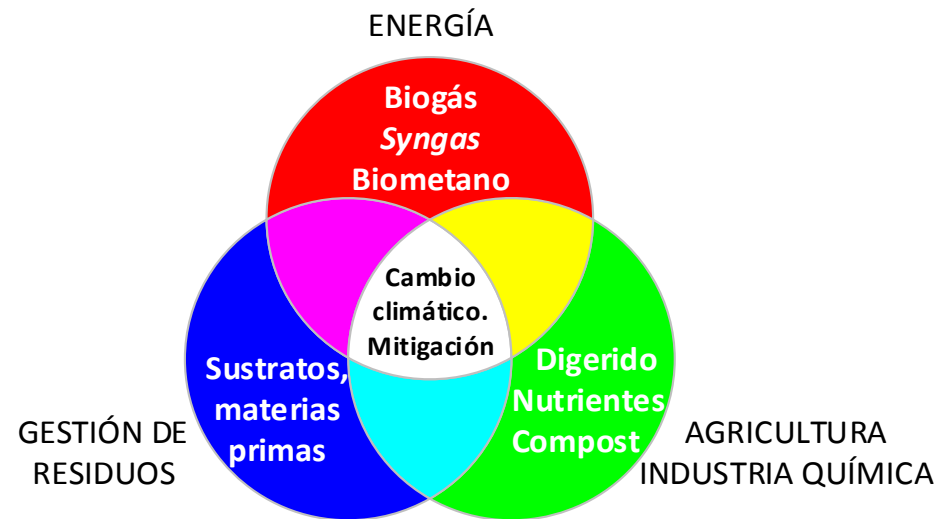 ENERGÍA
Biogás
Syngas
Biometano
Cambio
climático.
Mitigación
Sustratos,
materias
primas
Digerido
Nutrientes
Compost
GESTIÓN DE
RESIDUOS
AGRICULTURA
INDUSTRIA QUÍMICA